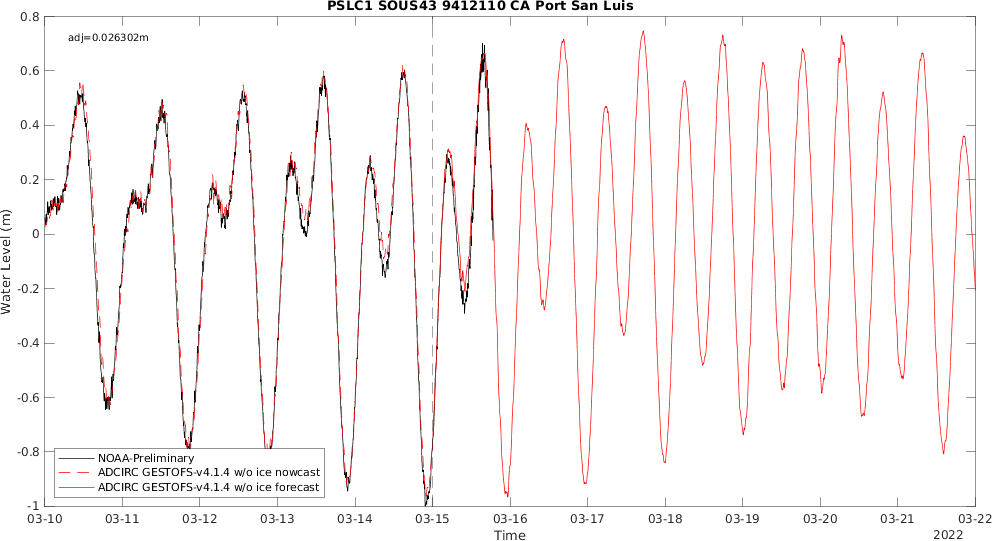 PSLC1 SOUS43 9412110 CA Port San Luis
adj=0.026302m
0.8
0.6
0.4
0.2
0
-0.2
-0.4
-0.6
-0.8
-1
Water Level (m)
NOAA-Preliminary
ADCIRC GESTOFS-v4.1.4 w/o ice nowcast
ADCIRC GESTOFS-v4.1.4 w/o ice forecast
03-10 03-11 03-12 03-13 03-14 03-15 03-16 03-17 03-18 03-19 03-20 03-21 03-22
Time
2022